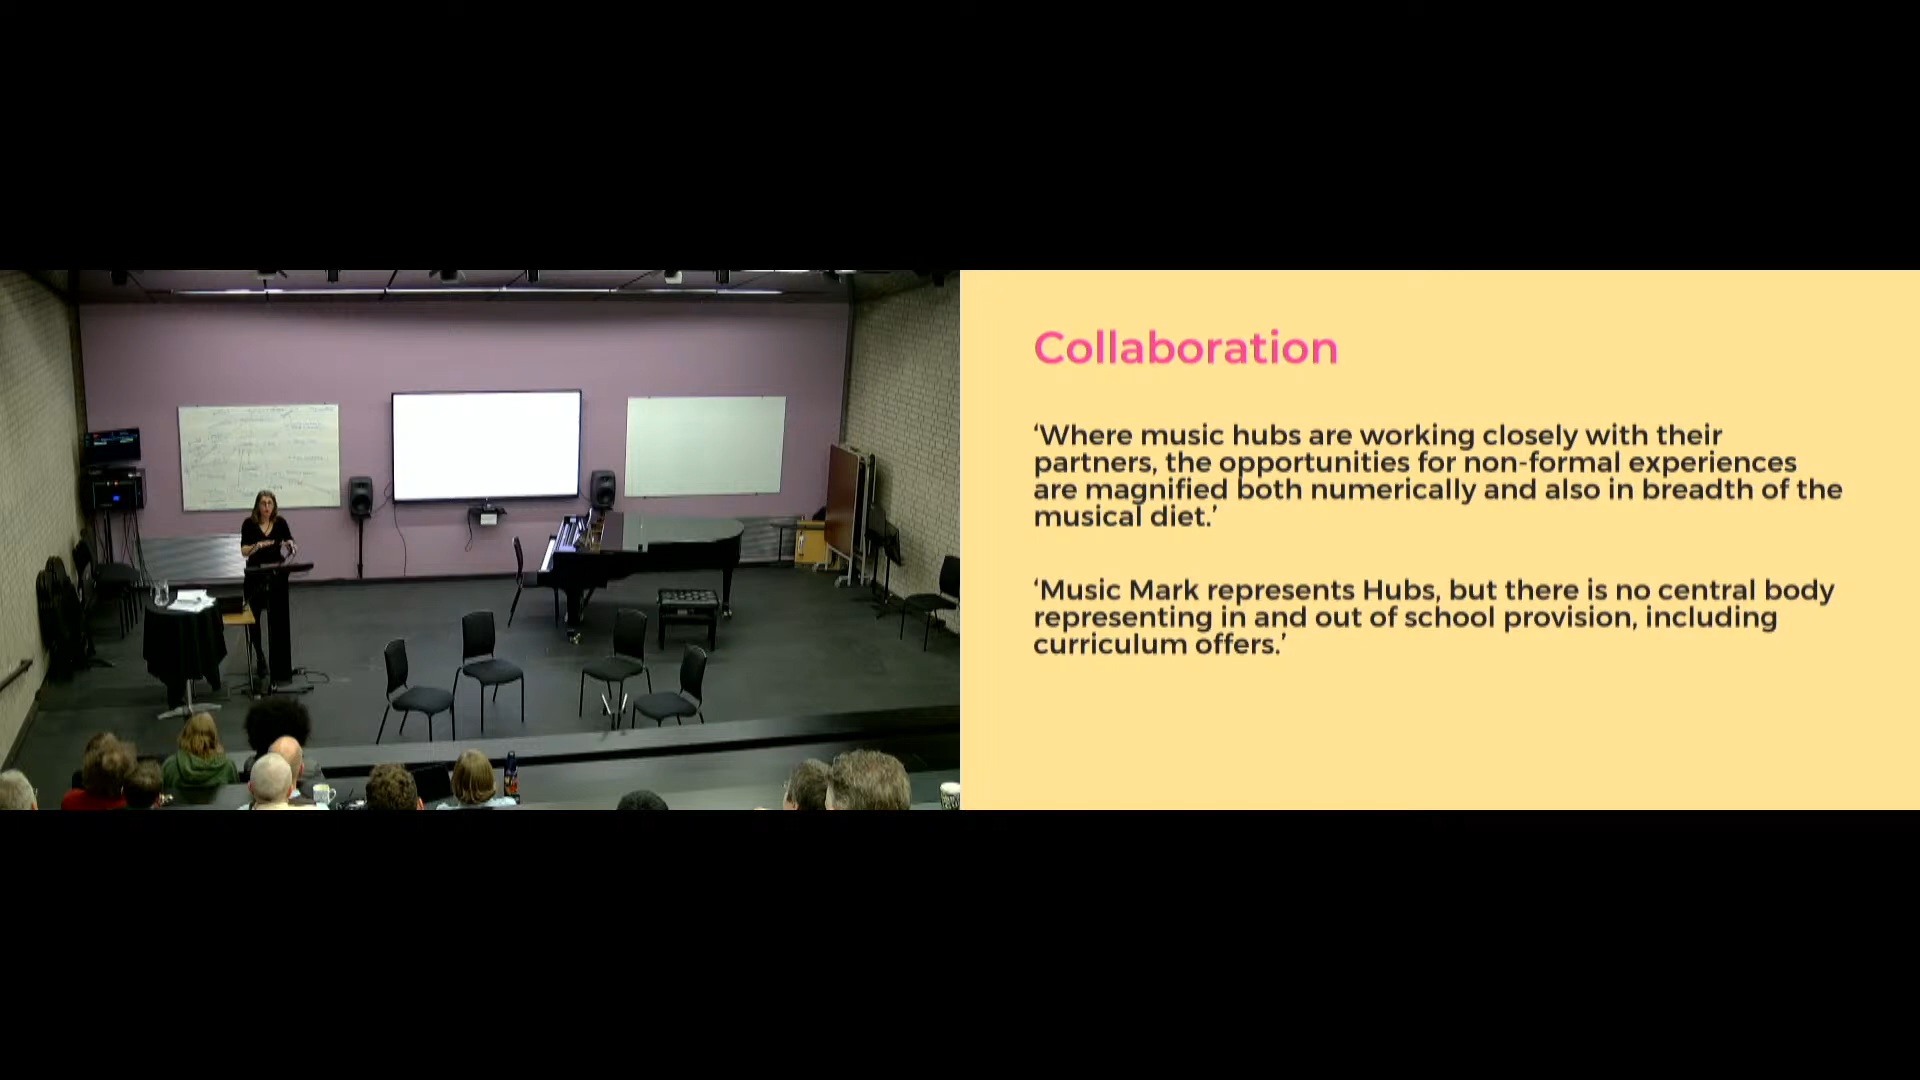 Collaboration
‘Where music hubs are working closely with their
partners, the opportunities for non-formal experiences
are magnified both numerically and also in breadth of the
musical diet.’
‘Music Mark represents Hubs, but there is no central body
representing in and out of school provision, including
curriculum offers.’